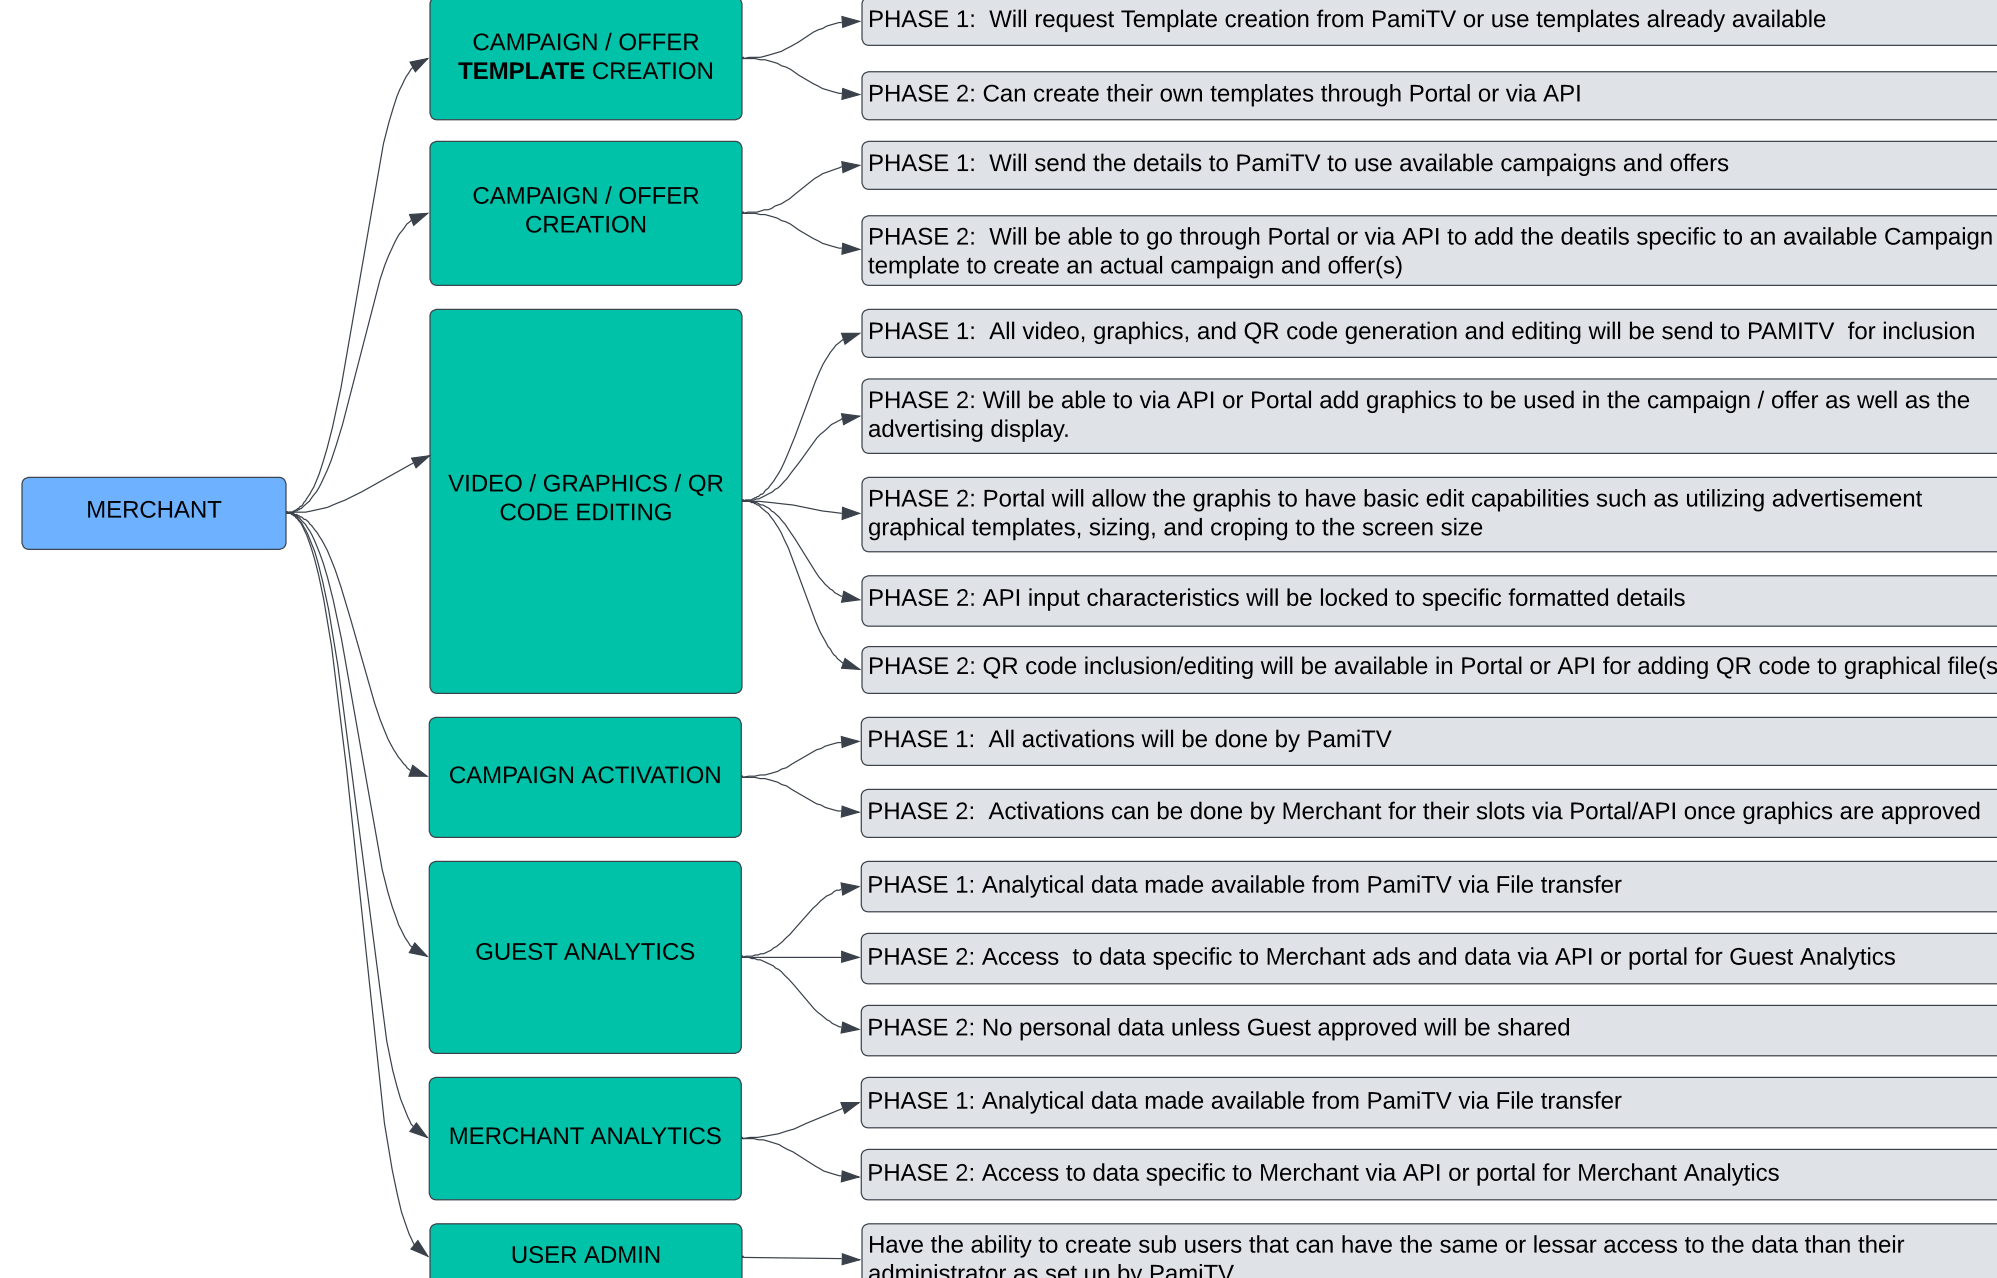 CAMPAIGN / OFFER
TEMPLATE CREATION
PHASE 1:  Will request Template creation from PamiTV or use templates already available
PHASE 2: Can create their own templates through Portal or via API
CAMPAIGN / OFFER
CREATION
PHASE 1:  Will send the details to PamiTV to use available campaigns and offers
PHASE 2:  Will be able to go through Portal or via API to add the deatils specific to an available Campaign
template to create an actual campaign and offer(s)
MERCHANT
VIDEO / GRAPHICS / QR
CODE EDITING
PHASE 1:  All video, graphics, and QR code generation and editing will be send to PAMITV  for inclusion
PHASE 2: Will be able to via API or Portal add graphics to be used in the campaign / offer as well as the
advertising display.
PHASE 2: Portal will allow the graphis to have basic edit capabilities such as utilizing advertisement
graphical templates, sizing, and croping to the screen size
PHASE 2: API input characteristics will be locked to specific formatted details
PHASE 2: QR code inclusion/editing will be available in Portal or API for adding QR code to graphical file(s
CAMPAIGN ACTIVATION
PHASE 1:  All activations will be done by PamiTV
PHASE 2:  Activations can be done by Merchant for their slots via Portal/API once graphics are approved
GUEST ANALYTICS
PHASE 1: Analytical data made available from PamiTV via File transfer
PHASE 2: Access  to data specific to Merchant ads and data via API or portal for Guest Analytics
PHASE 2: No personal data unless Guest approved will be shared
MERCHANT ANALYTICS
PHASE 1: Analytical data made available from PamiTV via File transfer
PHASE 2: Access to data specific to Merchant via API or portal for Merchant Analytics
USER ADMIN
Have the ability to create sub users that can have the same or lessar access to the data than their
administrator as set up by PamiTV